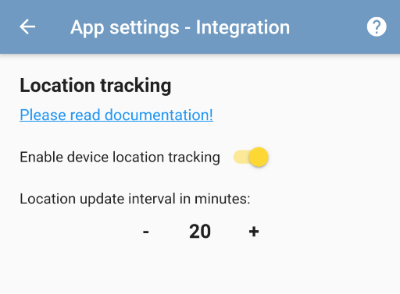 App settings - Integration
Location tracking
Please read documentation!
Enable device location tracking
Location update interval in minutes:
- 20 +